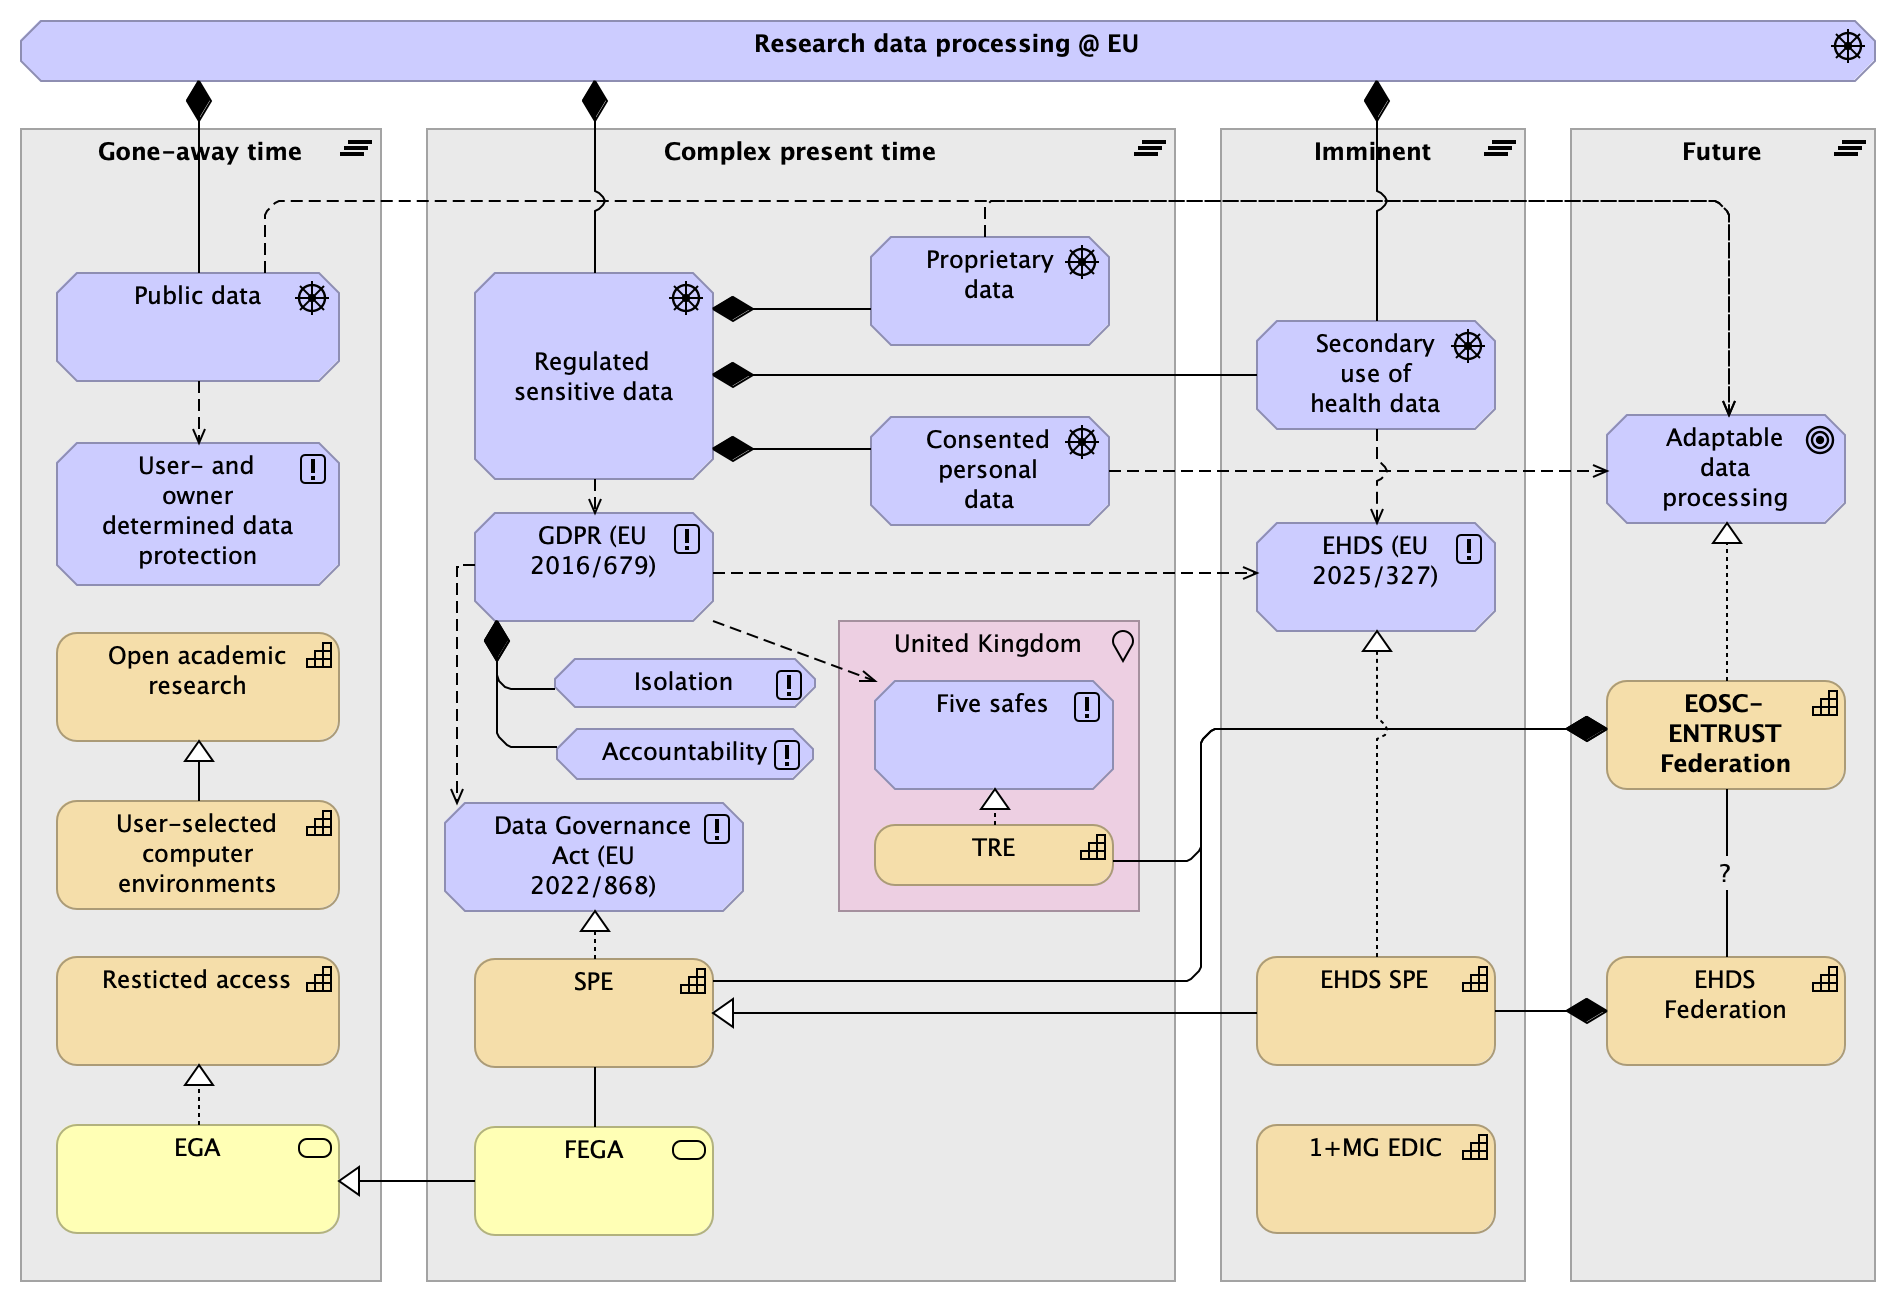 Research data processing @ EU
Gone-away time
Complex present time
Imminent
Future
Public data
User- and
owner
determined data
protection
Open academic
research
User-selected
computer
environments
Resticted access
EGA
Regulated
sensitive data
Proprietary
data
Consented
personal
data
GDPR (EU
2016/679)
Isolation
Accountability
Data Governance
Act (EU
2022/868)
United Kingdom
Five safes
TRE
SPE
FEGA
Secondary
use of
health data
EHDS (EU
2025/327)
EHDS SPE
1+MG EDIC
Adaptable
data
processing
EOSC-
ENTRUST
Federation
?
EHDS
Federation